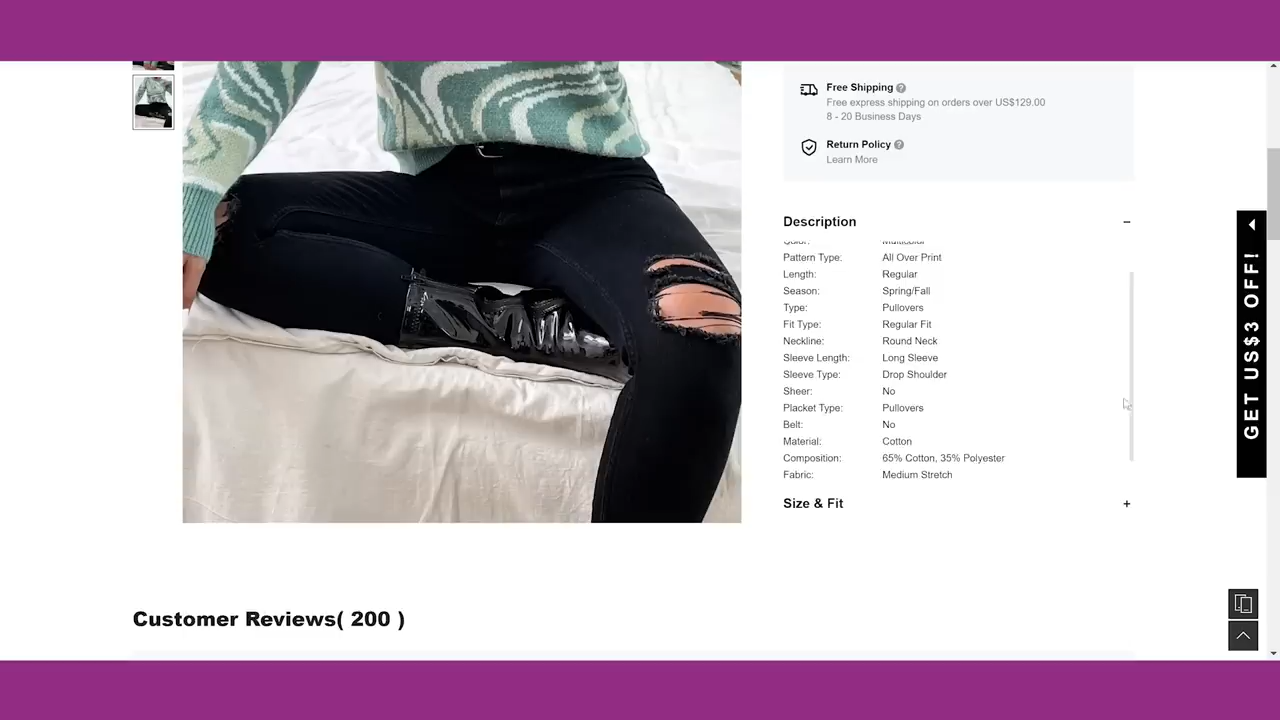 Free Shipping ?
Free express shipping on orders over US$129.00
8 - 20 Business Days
Return Policy ?
Learn More
Description −
Color: Multicolor
Pattern Type: All Over Print
Length: Regular
Season: Spring/Fall
Type: Pullovers
Fit Type: Regular Fit
Neckline: Round Neck
Sleeve Length: Long Sleeve
Sleeve Type: Drop Shoulder
Sheer: No
Placket Type: Pullovers
Belt: No
Material: Cotton
Composition: 65% Cotton, 35% Polyester
Fabric: Medium Stretch
Size & Fit +
GET US$3 OFF!
Customer Reviews( 200 )